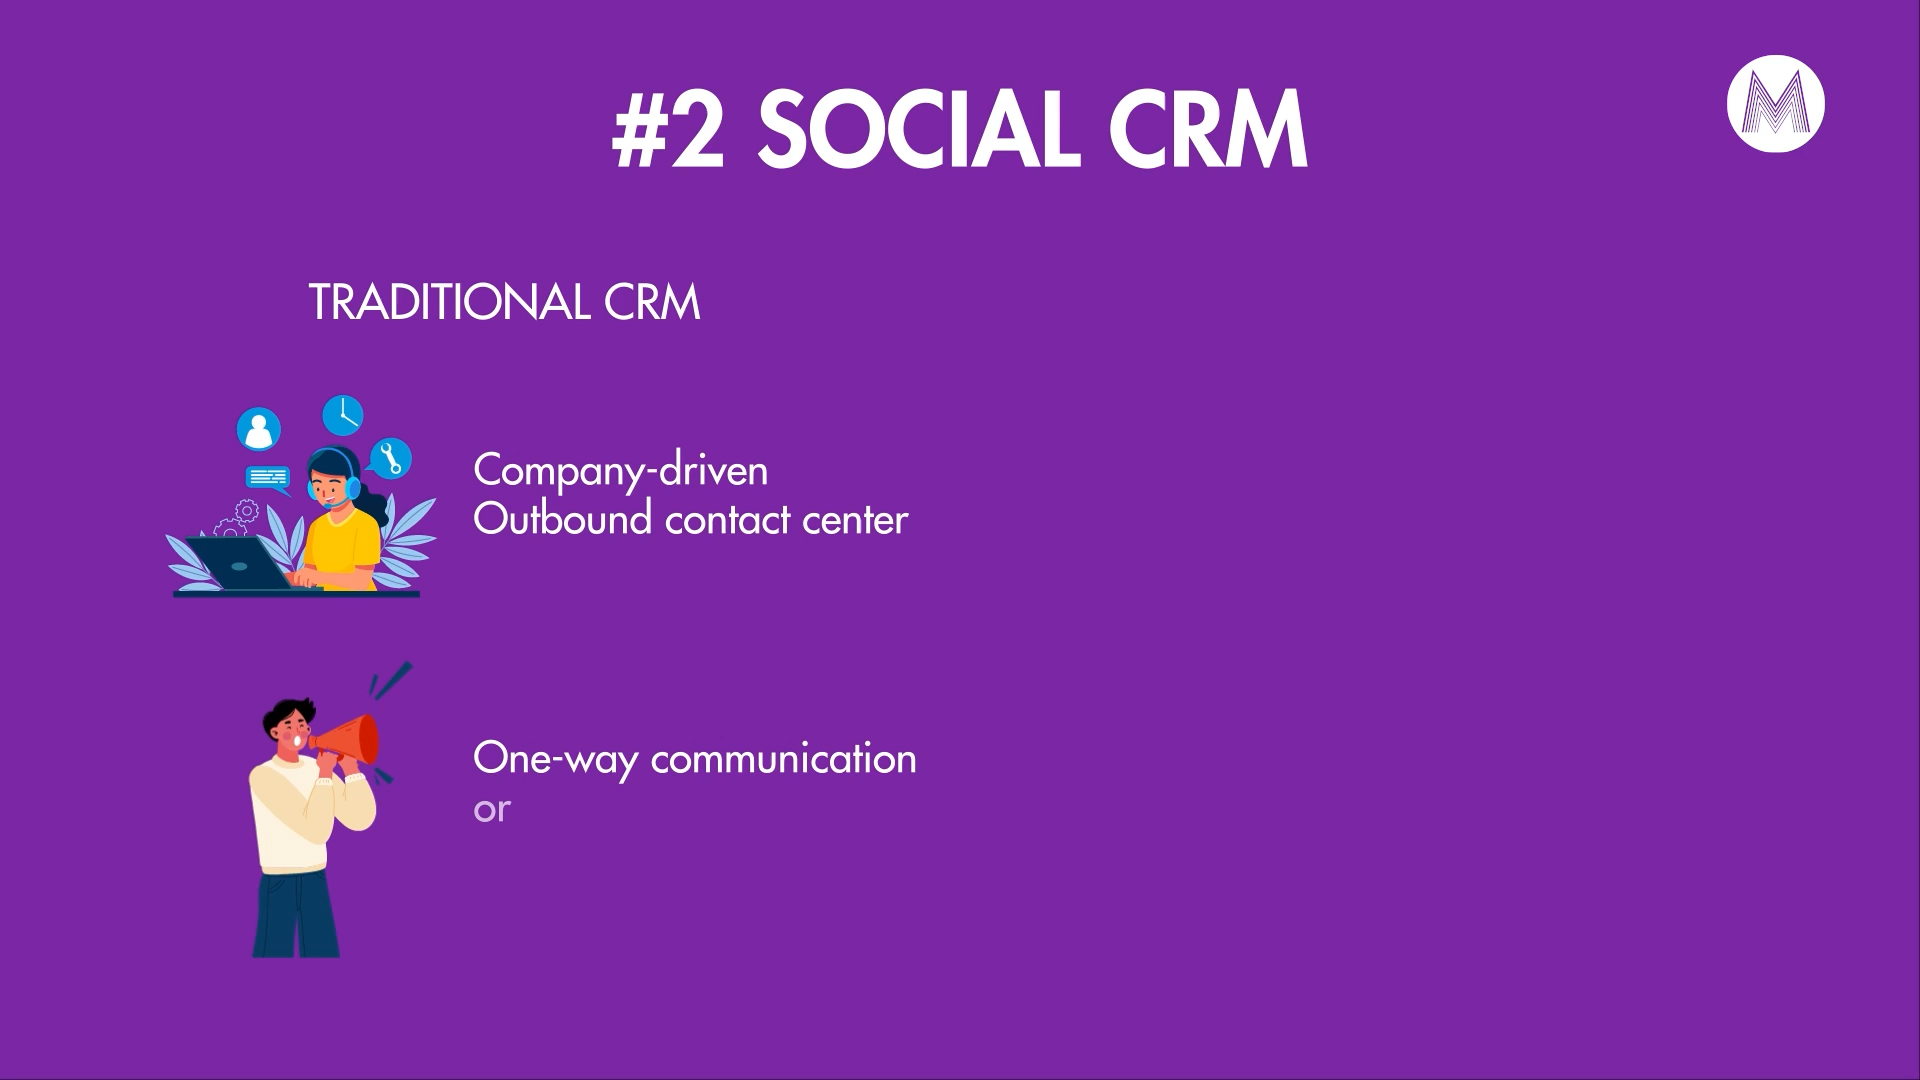 #2 SOCIAL CRM
M
TRADITIONAL CRM
Company-driven
Outbound contact center
One-way communication
or